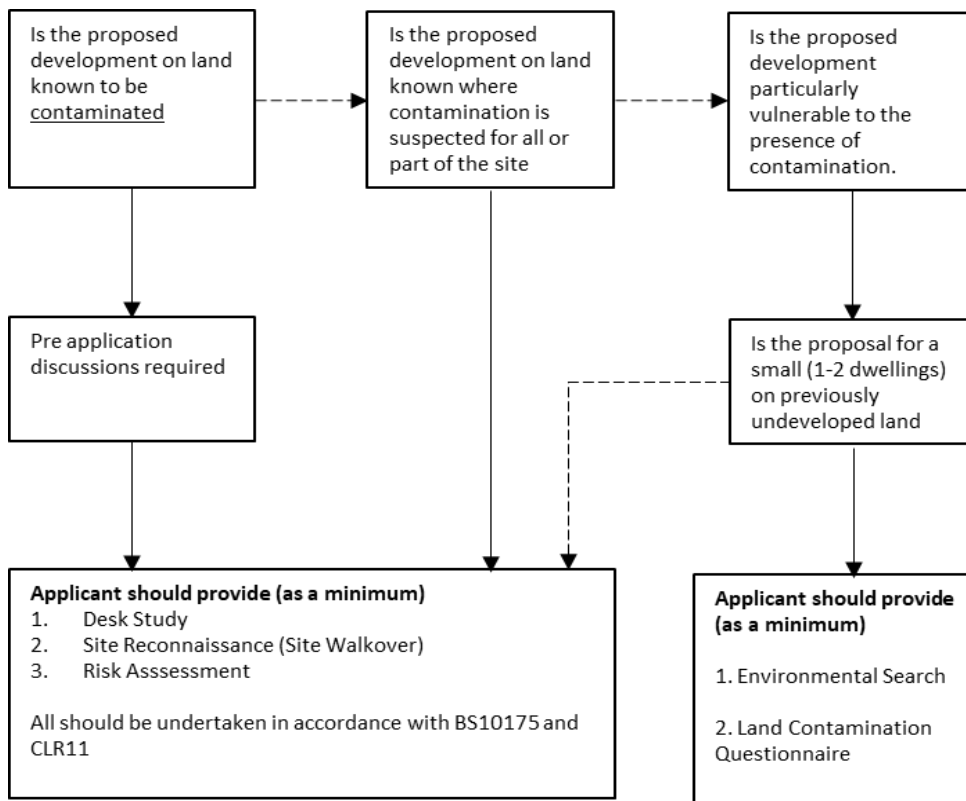 Is the proposed
development on land
known to be
contaminated
Is the proposed
development on land
known where
contamination is
suspected for all or
part of the site
Is the proposed
development
particularly
vulnerable to the
presence of
contamination.
Pre application
discussions required
Is the proposal for a
small (1-2 dwellings)
on previously
undeveloped land
Applicant should provide (as a minimum)
1. Desk Study
2. Site Reconnaissance (Site Walkover)
3. Risk Asssessment
All should be undertaken in accordance with BS10175 and
CLR11
Applicant should provide
(as a minimum)
1. Environmental Search
2. Land Contamination
Questionnaire